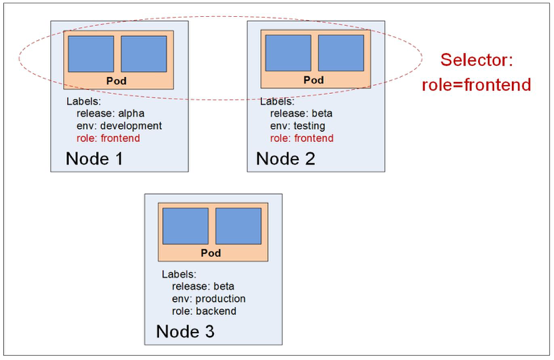 Pod
Labels:
release: alpha
env: development
role: frontend
Node 1
Pod
Labels:
release: beta
env: testing
role: frontend
Node 2
Selector:
role=frontend
Pod
Labels:
release: beta
env: production
role: backend
Node 3